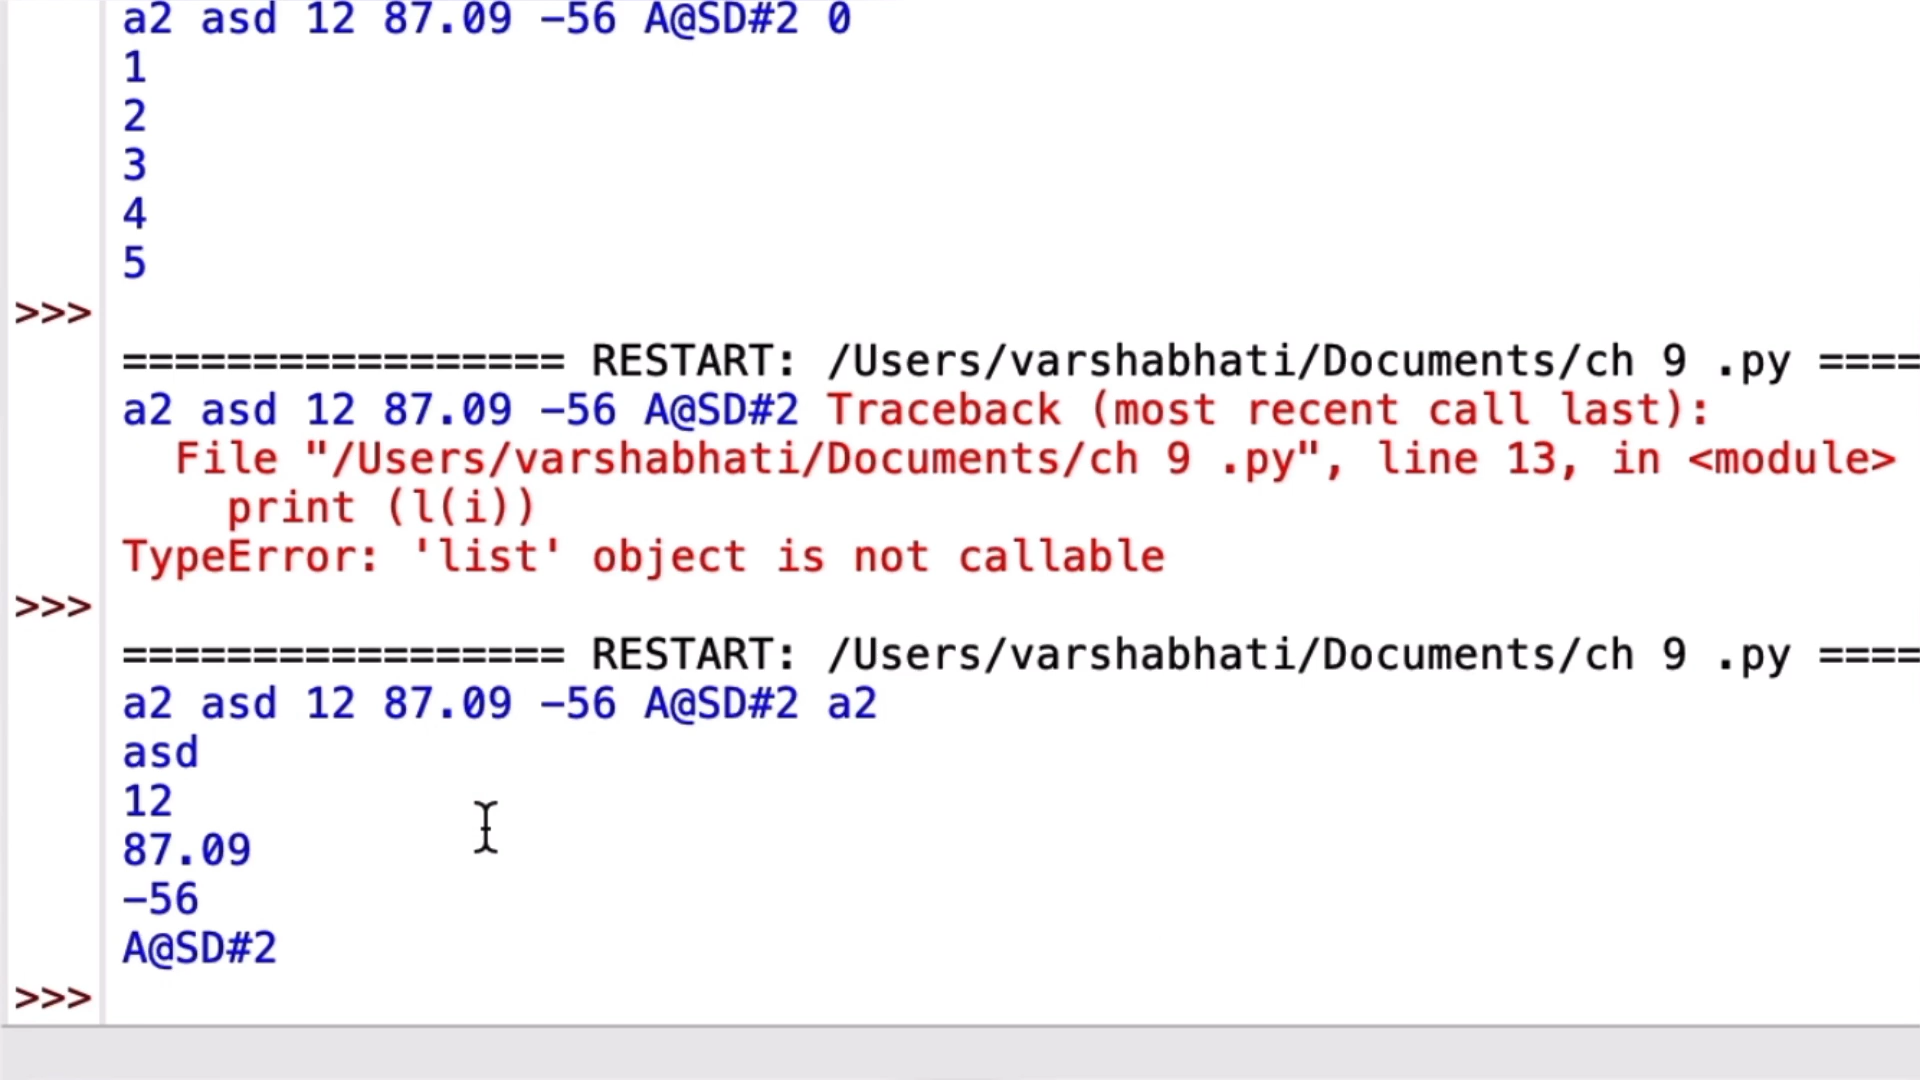 a2 asd 12 87.09 −56 A@SD#2 0
1
2
3
4
5
>>>
================= RESTART: /Users/varshabhati/Documents/ch 9 .py ====
a2 asd 12 87.09 −56 A@SD#2 Traceback (most recent call last):
  File "/Users/varshabhati/Documents/ch 9 .py", line 13, in <module>
    print (l(i))
TypeError: 'list' object is not callable
>>>
================= RESTART: /Users/varshabhati/Documents/ch 9 .py ====
a2 asd 12 87.09 −56 A@SD#2 a2
asd
12
87.09
−56
A@SD#2
>>>